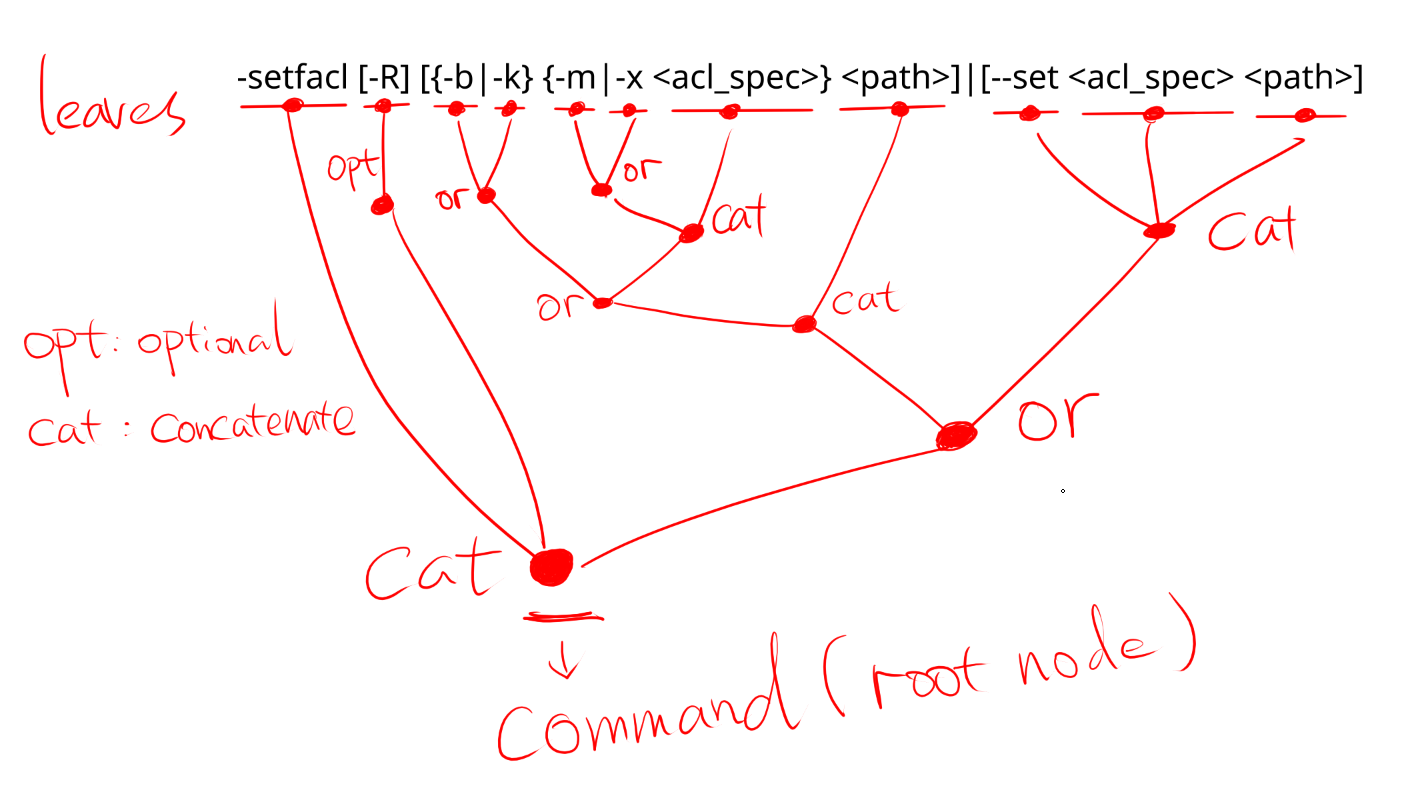 -setfacl [-R] [{-b|-k} {-m|-x <acl_spec>} <path>]|[--set <acl_spec> <path>]
leaves
opt
or
or
cat
cat
or
cat
opt: optional
cat : concatenate
or
cat
command (root node)